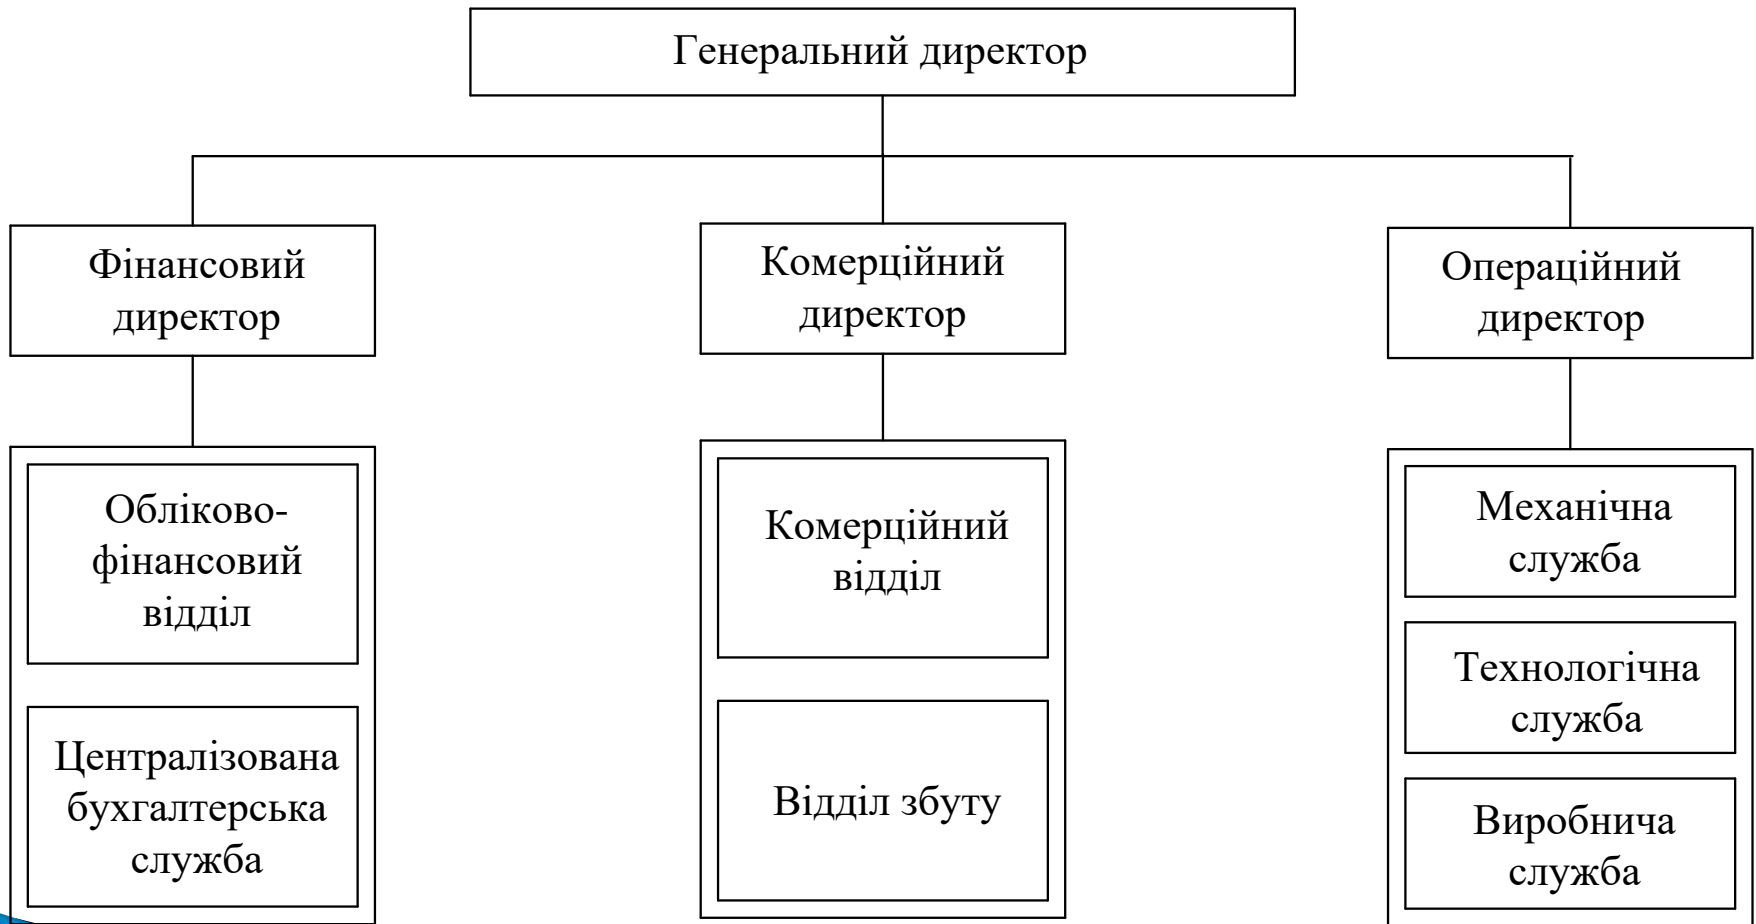 Генеральний директор
Фінансовий
директор
Комерційний
директор
Операційний
директор
Обліково-
фінансовий
відділ
Централізована
бухгалтерська
служба
Комерційний
відділ
Відділ збуту
Механічна
служба
Технологічна
служба
Виробнича
служба